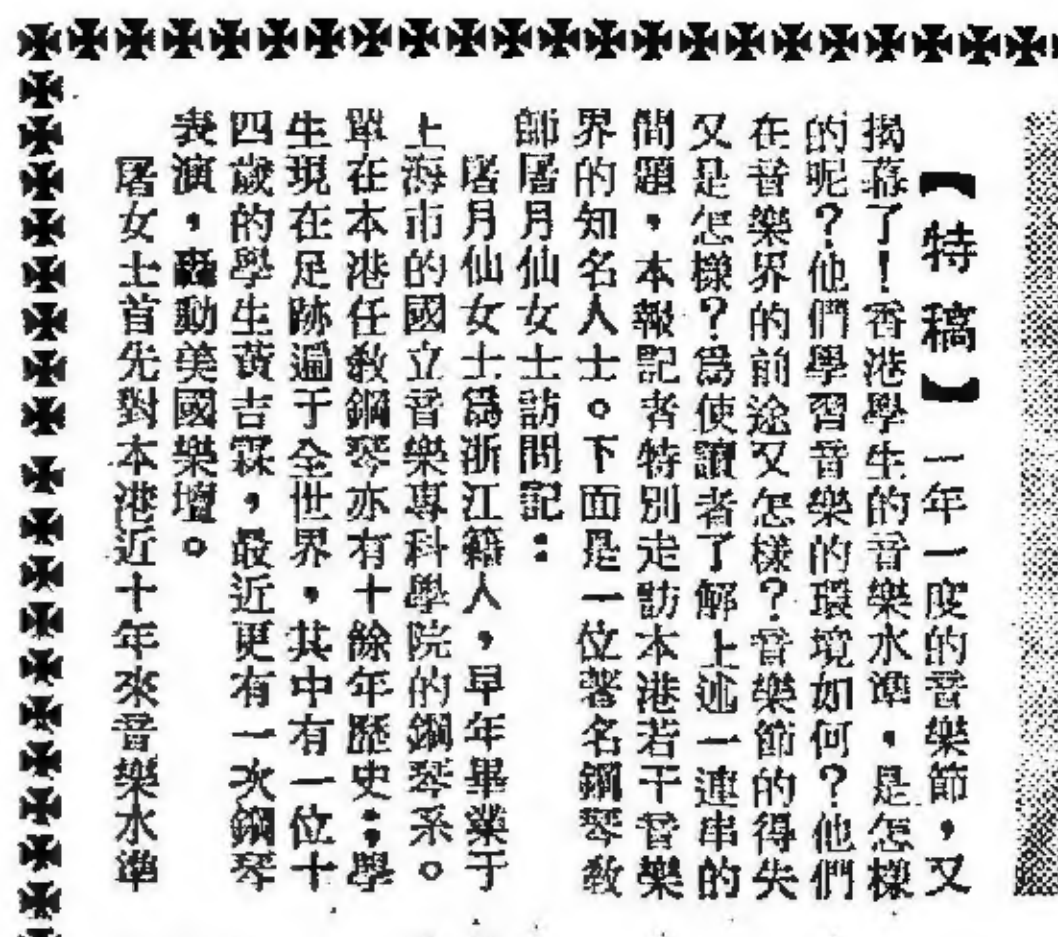 【特稿】一年一度的音樂節，又
揭幕了！香港學生的音樂水準，是怎樣
的呢？他們學習音樂的環境如何？他們
在音樂界的前途又怎樣？音樂節的得失
又是怎樣？爲使讀者了解上述一連串的
問題，本報記者特別走訪本港若干音樂
界的知名人士。下面是一位著名鋼琴教
師屠月仙女士訪問記：
屠月仙女士爲浙江籍人，早年畢業于
上海市的國立音樂專科學院的鋼琴系。
單在本港任教鋼琴亦有十餘年歷史；學
生現在足跡遍于全世界，其中有一位十
四歲的學生黃吉霖，最近更有一次鋼琴
表演，轟動美國樂壇。
屠女士首先對本港近十年來音樂水準